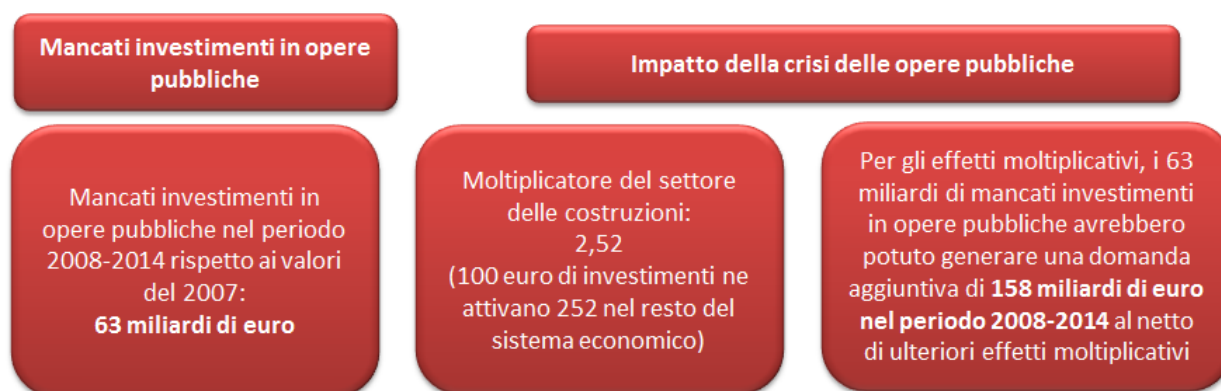 Mancati investimenti in opere
pubbliche
Impatto della crisi delle opere pubbliche
Mancati investimenti in
opere pubbliche nel periodo
2008-2014 rispetto ai valori
del 2007:
63 miliardi di euro
Moltiplicatore del settore
delle costruzioni:
2,52
(100 euro di investimenti ne
attivano 252 nel resto del
sistema economico)
Per gli effetti moltiplicativi, i 63
miliardi di mancati investimenti
in opere pubbliche avrebbero
potuto generare una domanda
aggiuntiva di 158 miliardi di euro
nel periodo 2008-2014 al netto
di ulteriori effetti moltiplicativi